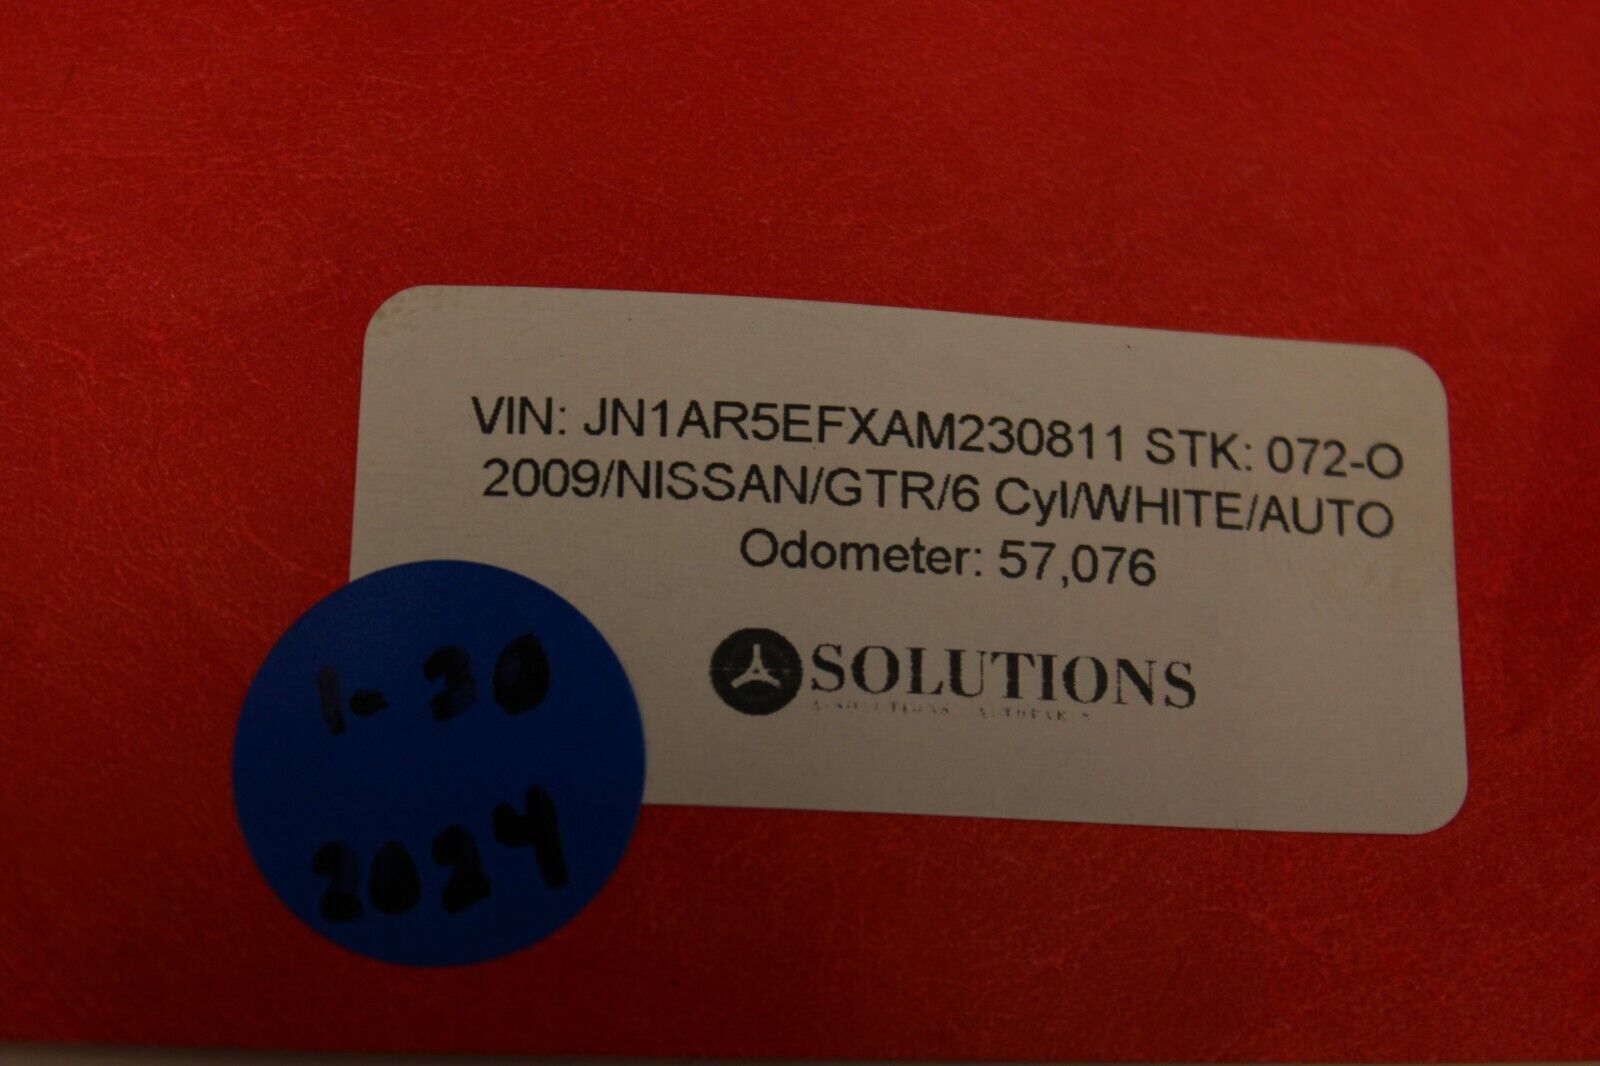 VIN: JN1AR5EFXAM230811 STK: 072-O
2009/NISSAN/GTR/6 Cyl/WHITE/AUTO
Odometer: 57,076
SOLUTIONS
1-30
2024